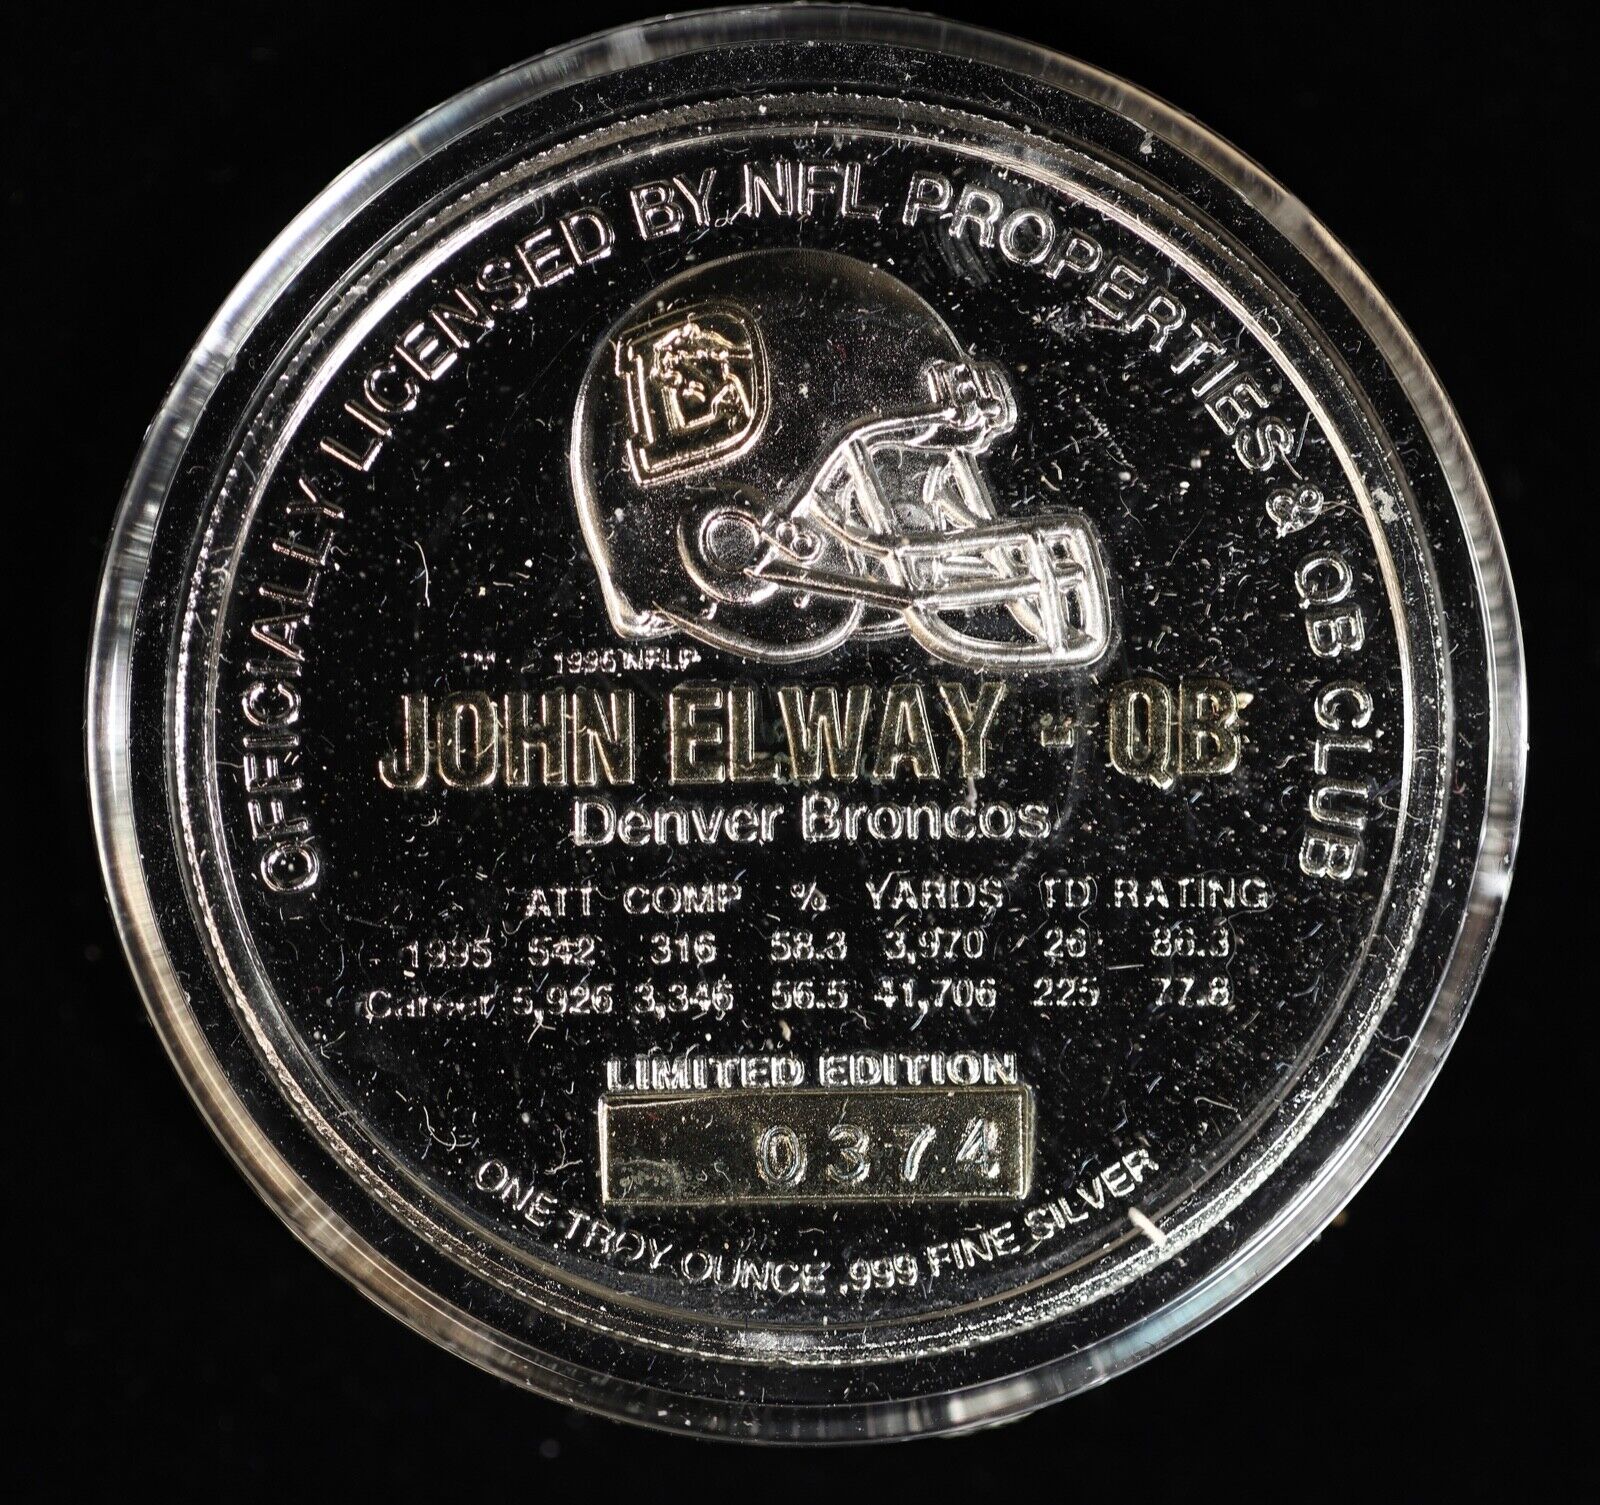 OFFICIALLY LICENSED BY NFL PROPERTIES & QB CLUB
D
TM 1996 NFLP
JOHN ELWAY - QB
Denver Broncos
ATT COMP % YARDS TD RATING
1995 542 316 58.3 3,970 26 86.3
Career 5,926 3,346 56.5 41,706 225 77.8
LIMITED EDITION
0374
ONE TROY OUNCE .999 FINE SILVER